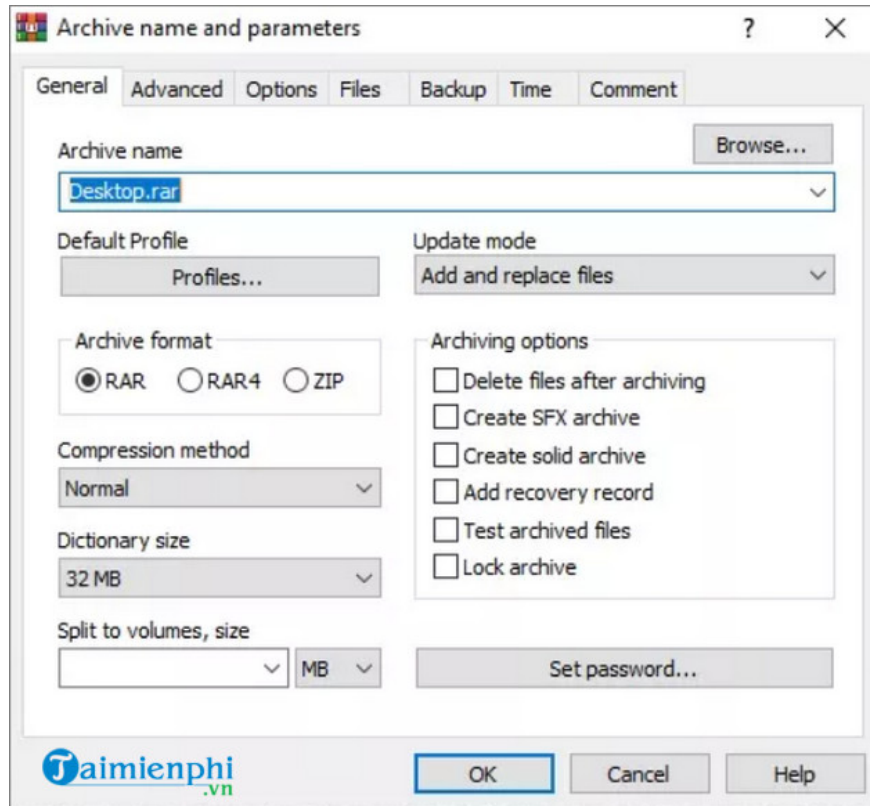 Archive name and parameters
General Advanced Options Files Backup Time Comment
Archive name
Browse...
Desktop.rar
Default Profile
Update mode
Profiles...
Add and replace files
Archive format
RAR RAR4 ZIP
Archiving options
Delete files after archiving
Create SFX archive
Create solid archive
Add recovery record
Test archived files
Lock archive
Compression method
Normal
Dictionary size
32 MB
Split to volumes, size
MB
Set password...
Taimienphi
.vn
OK Cancel Help